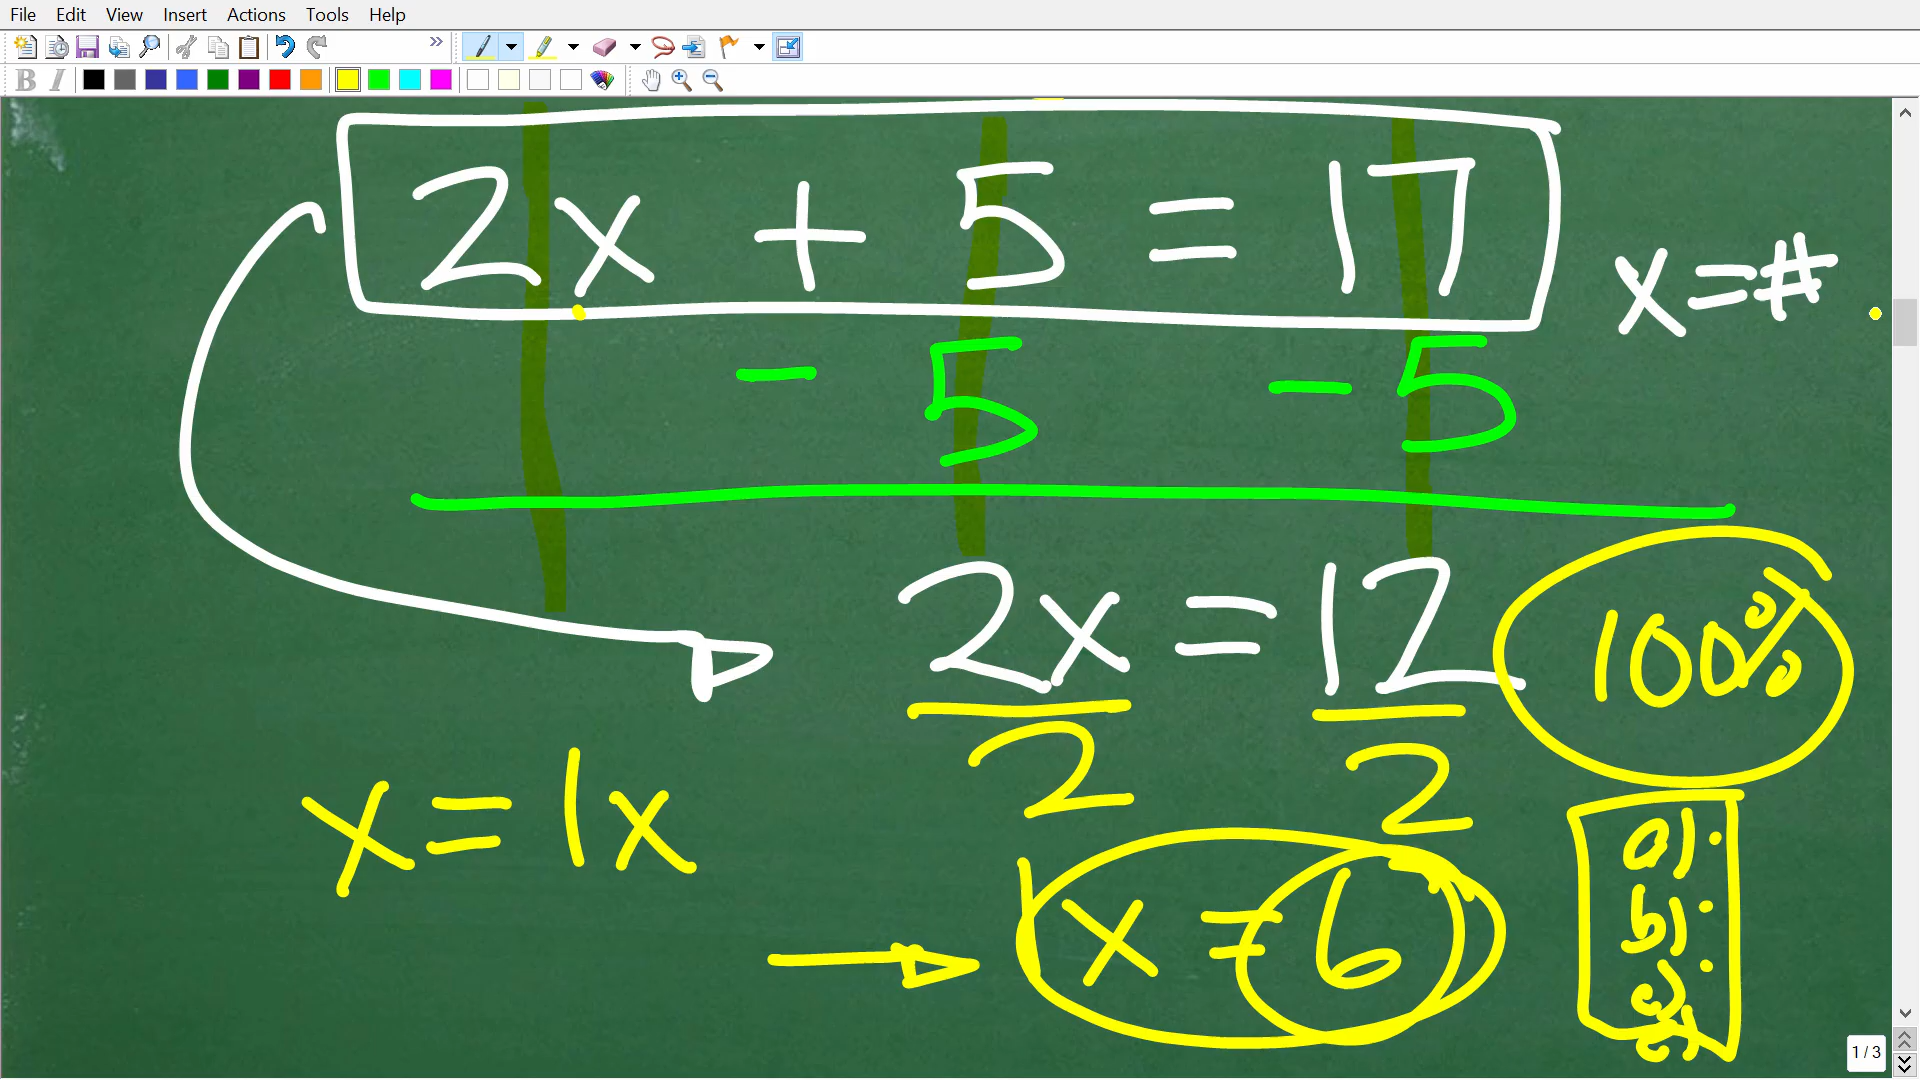 File Edit View Insert Actions Tools Help
B I
2x + 5 = 17
x = #
- 5 - 5
2x = 12
2 2
100%
x = 1x
x = 6
a) .
b) :
c) :
1 / 3